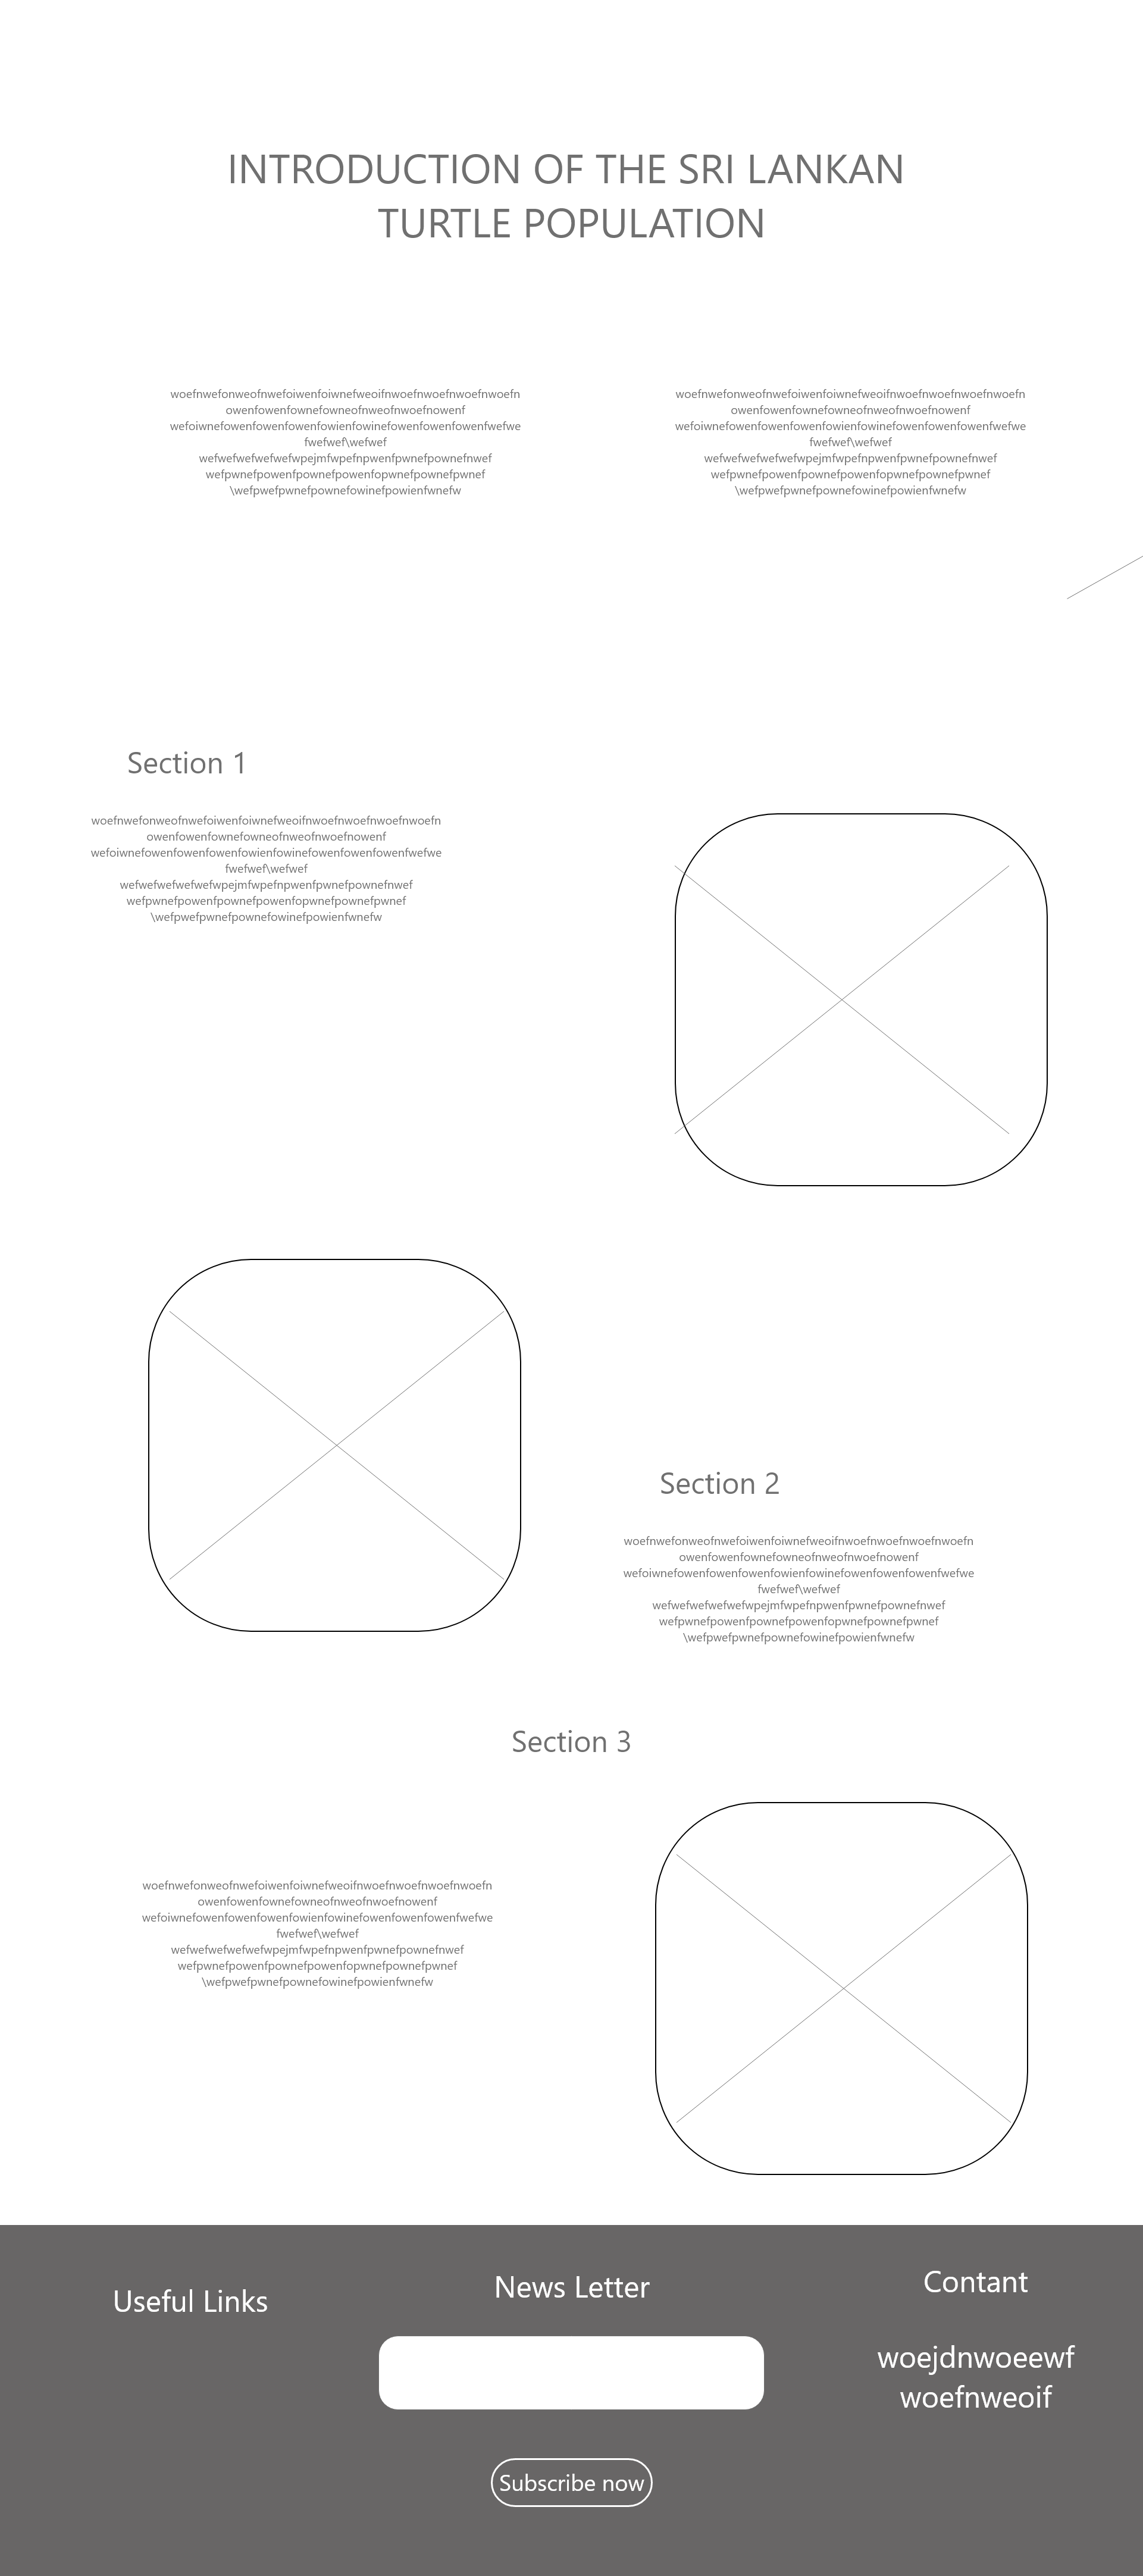 INTRODUCTION OF THE SRI LANKAN
TURTLE POPULATION
woefnwefonweofnwefoiwenfoiwnefweoifnwoefnwoefnwoefnwoefn
owenfowenfownefowneofnweofnwoefnowenf
wefoiwnefowenfowenfowenfowienfowinefowenfowenfowenfwefwe
fwefwef\wefwef
wefwefwefwefwefwpejmfwpefnpwenfpwnefpownefnwef
wefpwnefpowenfpownefpowenfopwnefpownefpwnef
\wefpwefpwnefpownefowinefpowienfwnefw
woefnwefonweofnwefoiwenfoiwnefweoifnwoefnwoefnwoefnwoefn
owenfowenfownefowneofnweofnwoefnowenf
wefoiwnefowenfowenfowenfowienfowinefowenfowenfowenfwefwe
fwefwef\wefwef
wefwefwefwefwefwpejmfwpefnpwenfpwnefpownefnwef
wefpwnefpowenfpownefpowenfopwnefpownefpwnef
\wefpwefpwnefpownefowinefpowienfwnefw
Section 1
woefnwefonweofnwefoiwenfoiwnefweoifnwoefnwoefnwoefnwoefn
owenfowenfownefowneofnweofnwoefnowenf
wefoiwnefowenfowenfowenfowienfowinefowenfowenfowenfwefwe
fwefwef\wefwef
wefwefwefwefwefwpejmfwpefnpwenfpwnefpownefnwef
wefpwnefpowenfpownefpowenfopwnefpownefpwnef
\wefpwefpwnefpownefowinefpowienfwnefw
Section 2
woefnwefonweofnwefoiwenfoiwnefweoifnwoefnwoefnwoefnwoefn
owenfowenfownefowneofnweofnwoefnowenf
wefoiwnefowenfowenfowenfowienfowinefowenfowenfowenfwefwe
fwefwef\wefwef
wefwefwefwefwefwpejmfwpefnpwenfpwnefpownefnwef
wefpwnefpowenfpownefpowenfopwnefpownefpwnef
\wefpwefpwnefpownefowinefpowienfwnefw
Section 3
woefnwefonweofnwefoiwenfoiwnefweoifnwoefnwoefnwoefnwoefn
owenfowenfownefowneofnweofnwoefnowenf
wefoiwnefowenfowenfowenfowienfowinefowenfowenfowenfwefwe
fwefwef\wefwef
wefwefwefwefwefwpejmfwpefnpwenfpwnefpownefnwef
wefpwnefpowenfpownefpowenfopwnefpownefpwnef
\wefpwefpwnefpownefowinefpowienfwnefw
Useful Links
News Letter
Subscribe now
Contant
woejdnwoeewf
woefnweoif